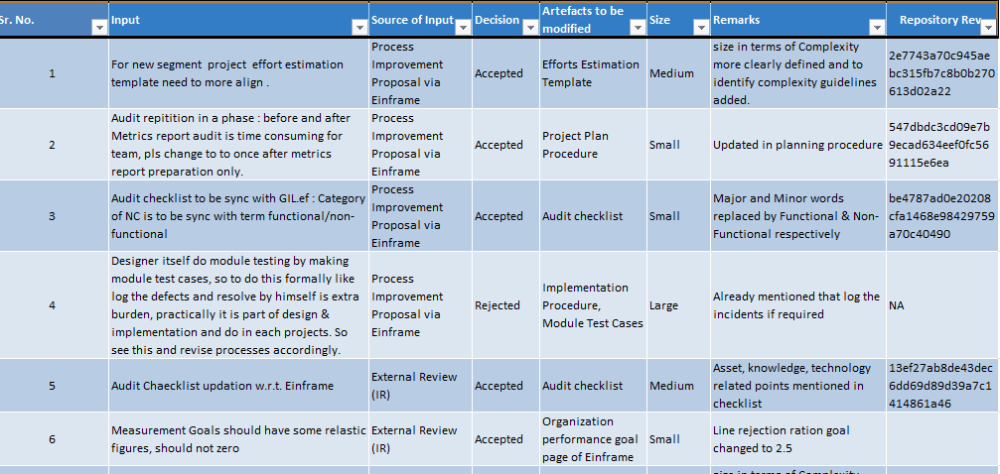 Sr. No.
Input
Source of Input
Decision
Artefacts to be
modified
Size
Remarks
Repository Rev
1
For new segment project effort estimation
template need to more align .
Process
Improvement
Proposal via
Einframe
Accepted
Efforts Estimation
Template
Medium
size in terms of Complexity
more clearly defined and to
identify complexity guidelines
added.
2e7743a70c945ae
bc315fb7c8b0b270
613d02a22
2
Audit repitition in a phase : before and after
Metrics report audit is time consuming for
team, pls change to to once after metrics
report preparation only.
Process
Improvement
Proposal via
Einframe
Accepted
Project Plan
Procedure
Small
Updated in planning procedure
547dbdc3cd09e7b
9ecad634eef0fc56
91115e6ea
3
Audit checklist to be sync with GIL.ef : Category
of NC is to be sync with term functional/non-
functional
Process
Improvement
Proposal via
Einframe
Accepted
Audit checklist
Small
Major and Minor words
replaced by Functional & Non-
Functional respectively
be4787ad0e20208
cfa1468e98429759
a70c40490
4
Designer itself do module testing by making
module test cases, so to do this formally like
log the defects and resolve by himself is extra
burden, practically it is part of design &
implementation and do in each projects. So
see this and revise processes accordingly.
Process
Improvement
Proposal via
Einframe
Rejected
Implementation
Procedure,
Module Test Cases
Large
Already mentioned that log the
incidents if required
NA
5
Audit Chaecklist updation w.r.t. Einframe
External Review
(IR)
Accepted
Audit checklist
Medium
Asset, knowledge, technology
related points mentioned in
checklist
13ef27ab8de43dec
6dd69d89d39a7c1
414861a46
6
Measurement Goals should have some relastic
figures, should not zero
External Review
(IR)
Accepted
Organization
performance goal
page of Einframe
Small
Line rejection ration goal
changed to 2.5
size in terms of Complexity